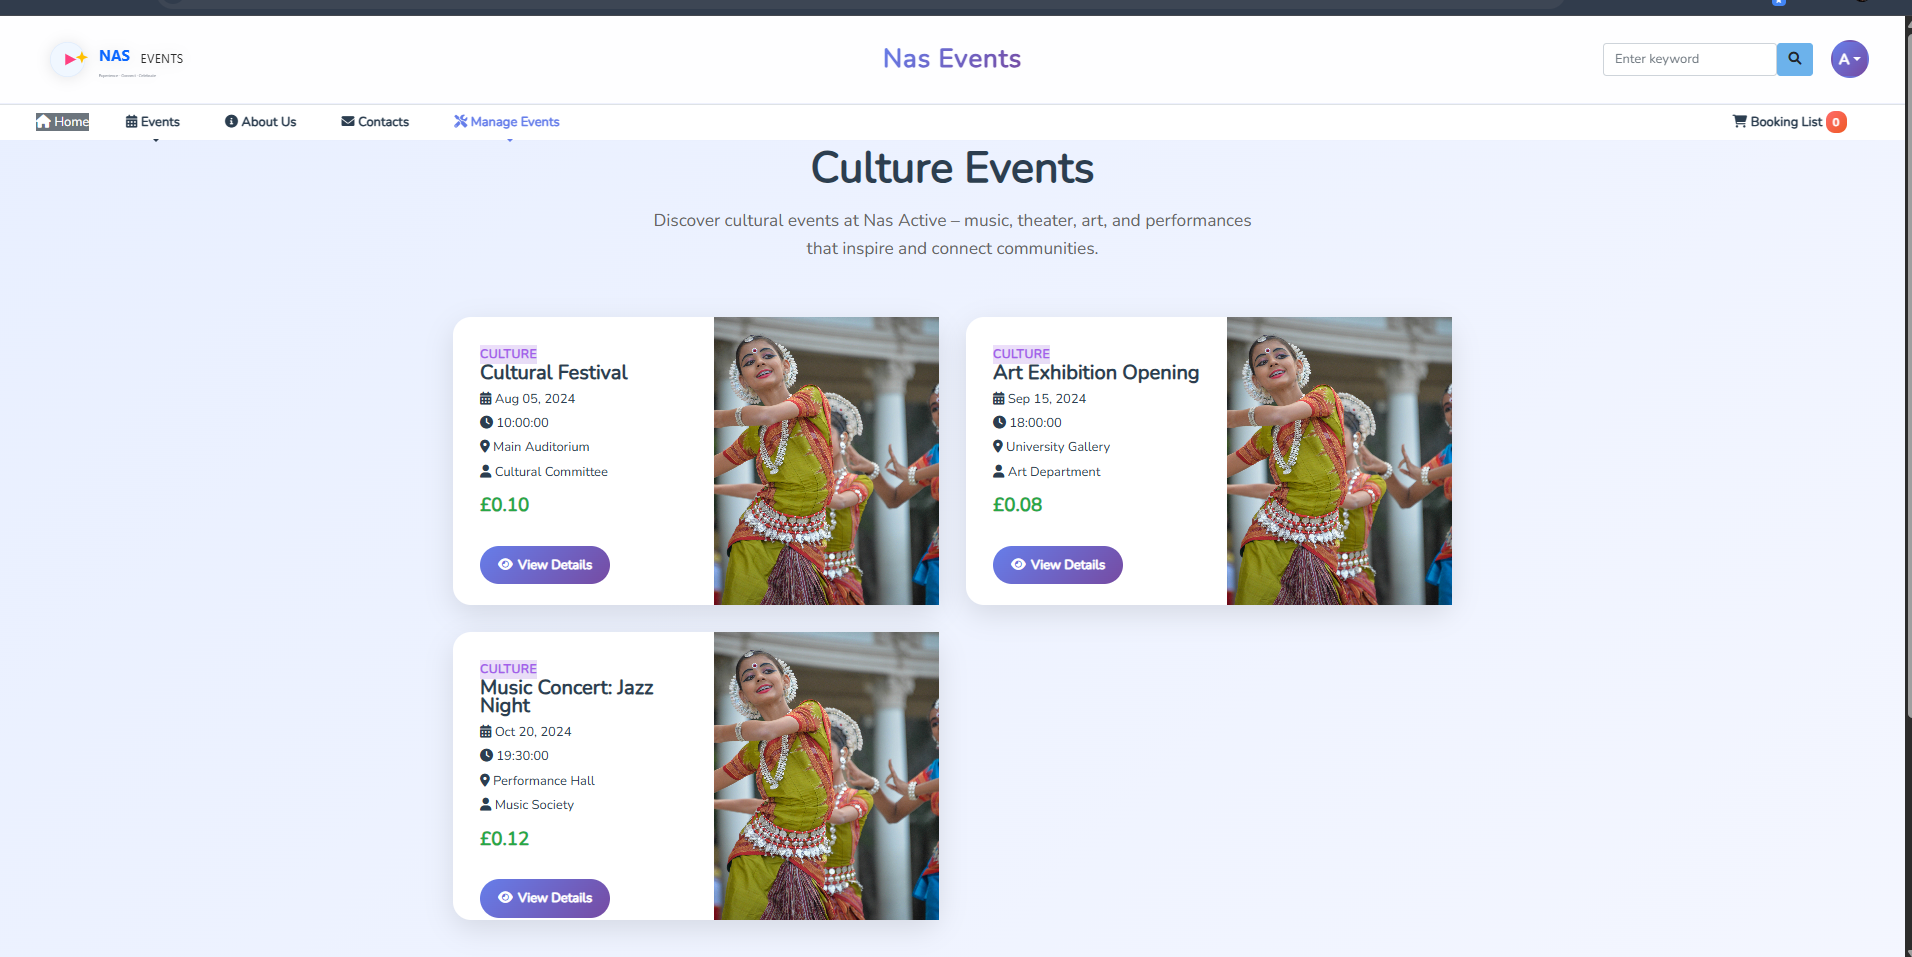 NAS EVENTS
Experience · Connect · Celebrate
Nas Events
Enter keyword
A
Home
Events
About Us
Contacts
Manage Events
Booking List 0
Culture Events
Discover cultural events at Nas Active – music, theater, art, and performances
that inspire and connect communities.
CULTURE
Cultural Festival
Aug 05, 2024
10:00:00
Main Auditorium
Cultural Committee
£0.10
View Details
CULTURE
Art Exhibition Opening
Sep 15, 2024
18:00:00
University Gallery
Art Department
£0.08
View Details
CULTURE
Music Concert: Jazz
Night
Oct 20, 2024
19:30:00
Performance Hall
Music Society
£0.12
View Details